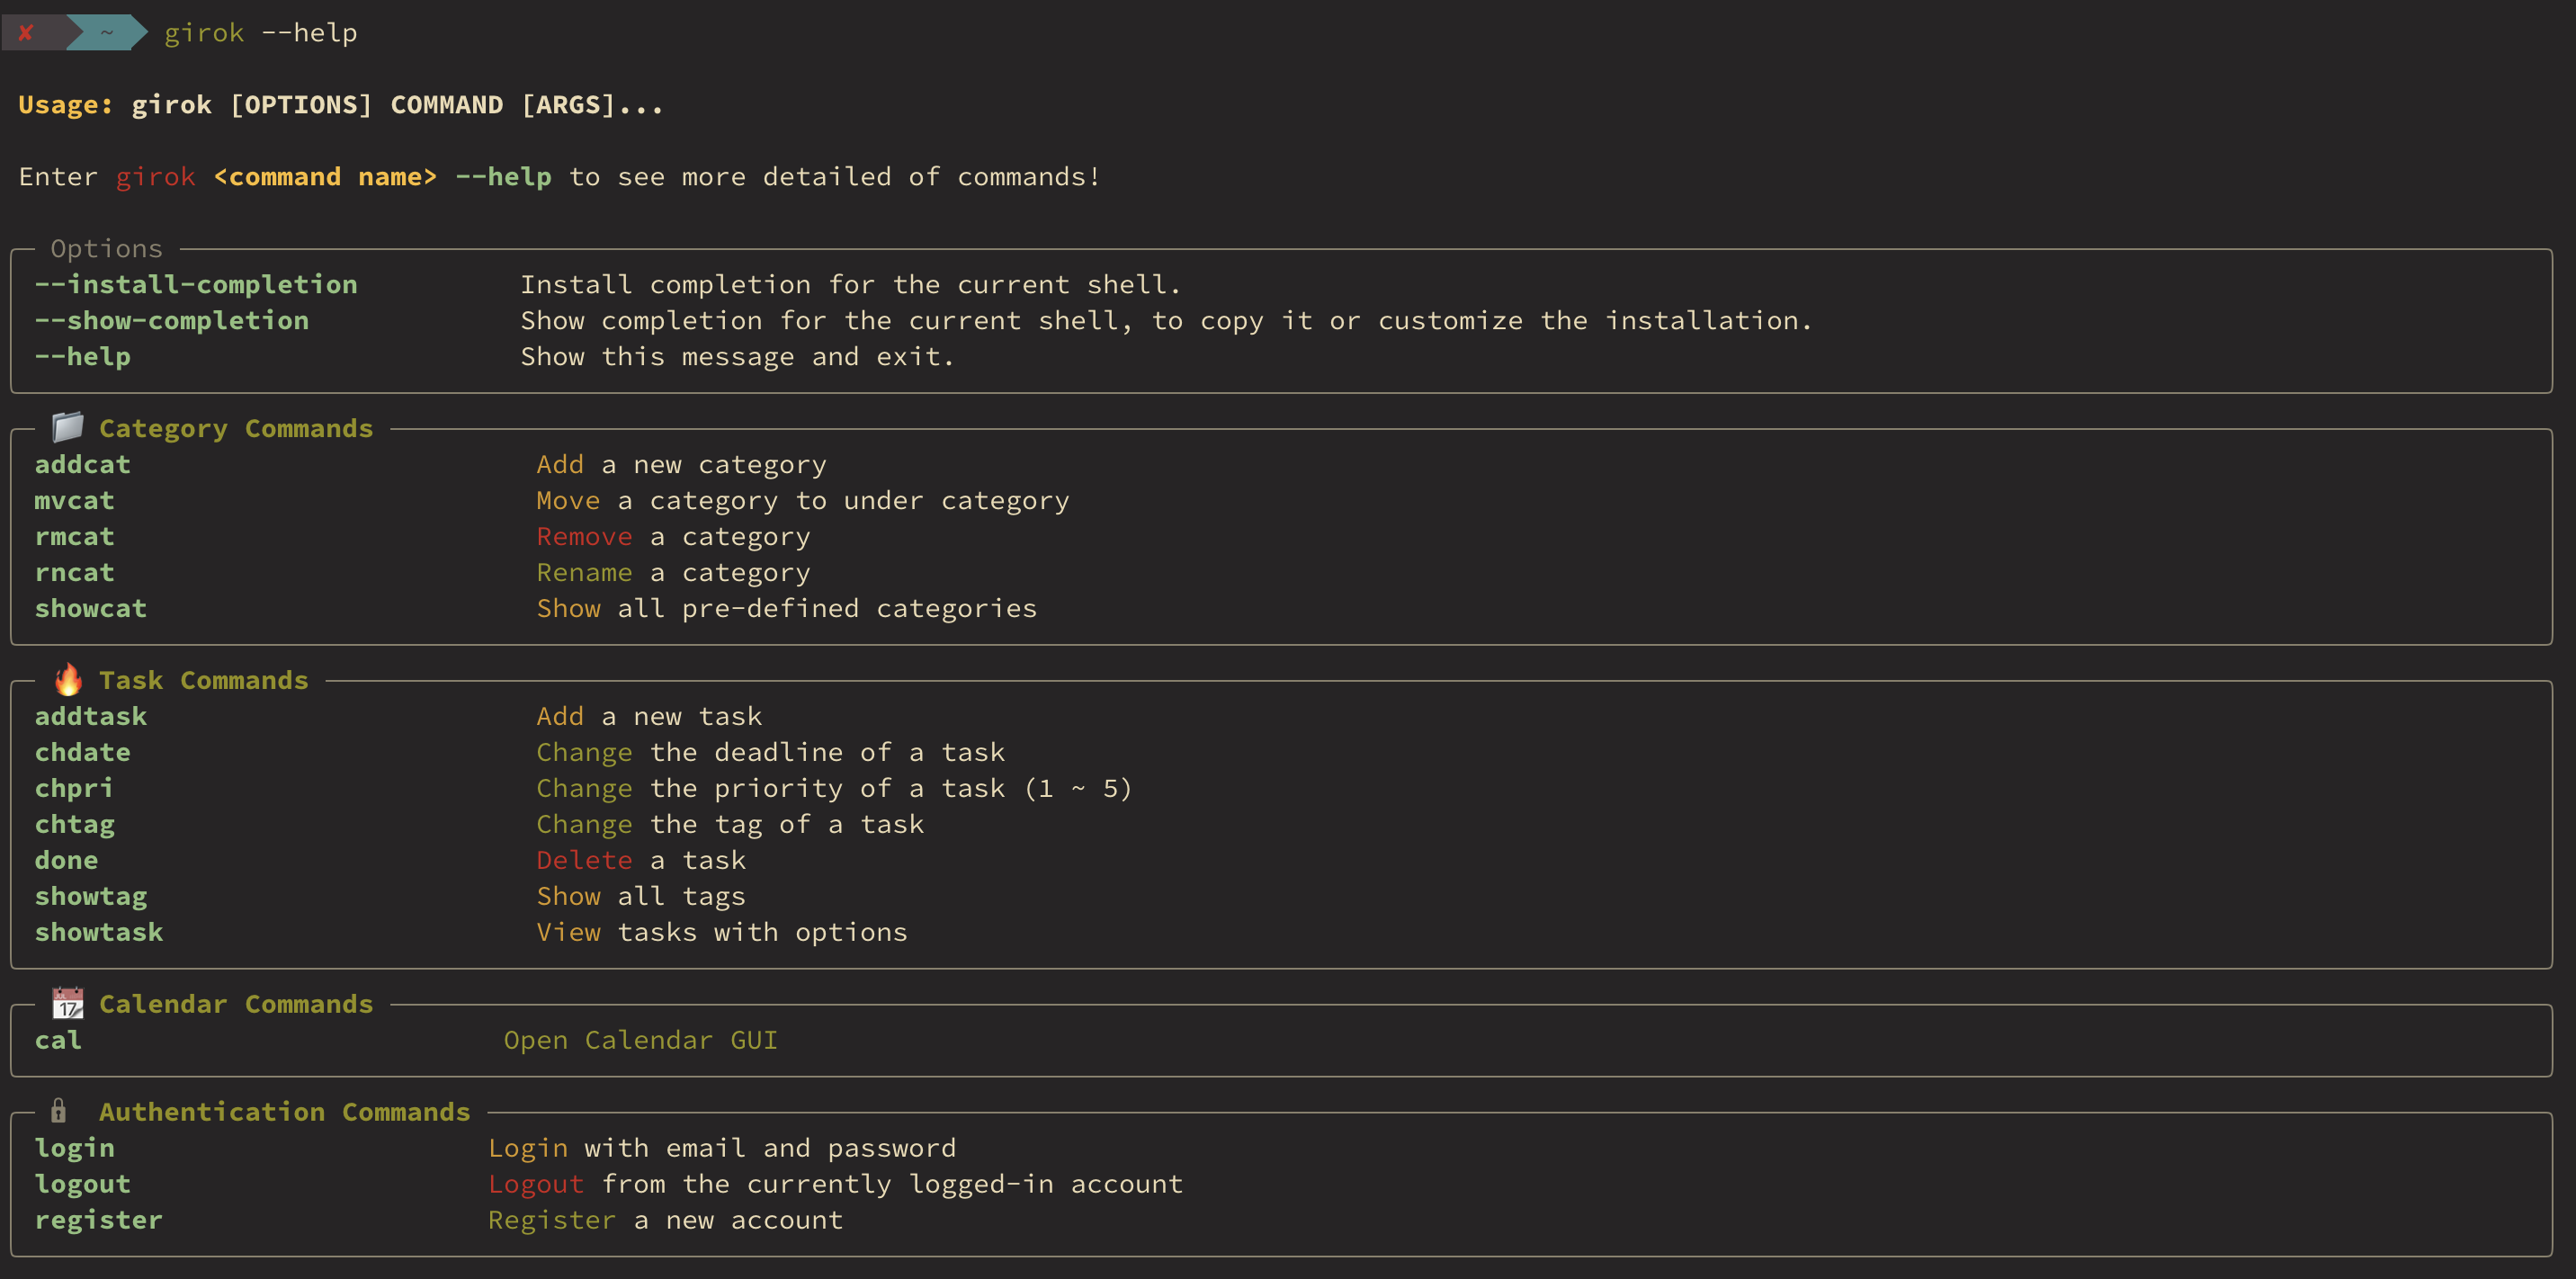 ✘ ~ girok --help
Usage: girok [OPTIONS] COMMAND [ARGS]...
Enter girok <command name> --help to see more detailed of commands!
Options
--install-completion Install completion for the current shell.
--show-completion Show completion for the current shell, to copy it or customize the installation.
--help Show this message and exit.
Category Commands
addcat Add a new category
mvcat Move a category to under category
rmcat Remove a category
rncat Rename a category
showcat Show all pre-defined categories
Task Commands
addtask Add a new task
chdate Change the deadline of a task
chpri Change the priority of a task (1 ~ 5)
chtag Change the tag of a task
done Delete a task
showtag Show all tags
showtask View tasks with options
JUL 17 Calendar Commands
cal Open Calendar GUI
Authentication Commands
login Login with email and password
logout Logout from the currently logged-in account
register Register a new account